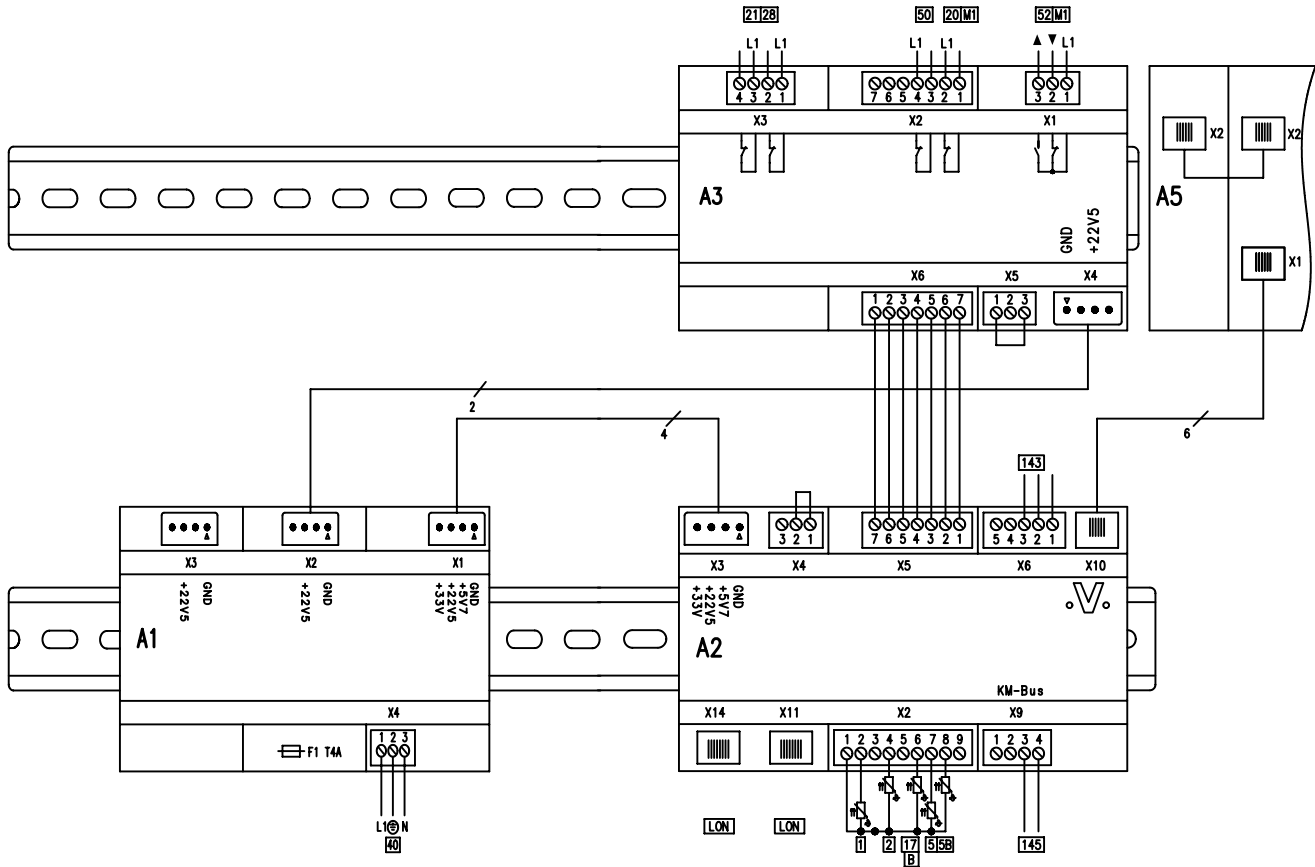 21 28 50 20 M1 52 M1
L1 L1 L1 L1 ▲ ▼ L1
4 3 2 1 7 6 5 4 3 2 1 3 2 1
X3 X2 X1
X2 X2
A3 A5
GND +22V5
X1
X6 X5 X4
1 2 3 4 5 6 7 1 2 3
2
4 6
143
3 2 1 7 6 5 4 3 2 1 5 4 3 2 1
X3 X2 X1 X3 X4 X5 X6 X10
+22V5 GND +22V5 GND +33V +22V5 +5V7 GND +33V +22V5 +5V7 GND
V
A1 A2
KM-Bus
X4 X14 X11 X2 X9
1 2 3 1 2 3 4 5 6 7 8 9 1 2 3 4
F1 T4A
L1 N LON LON
40 1 2 17 5 5B 145
B